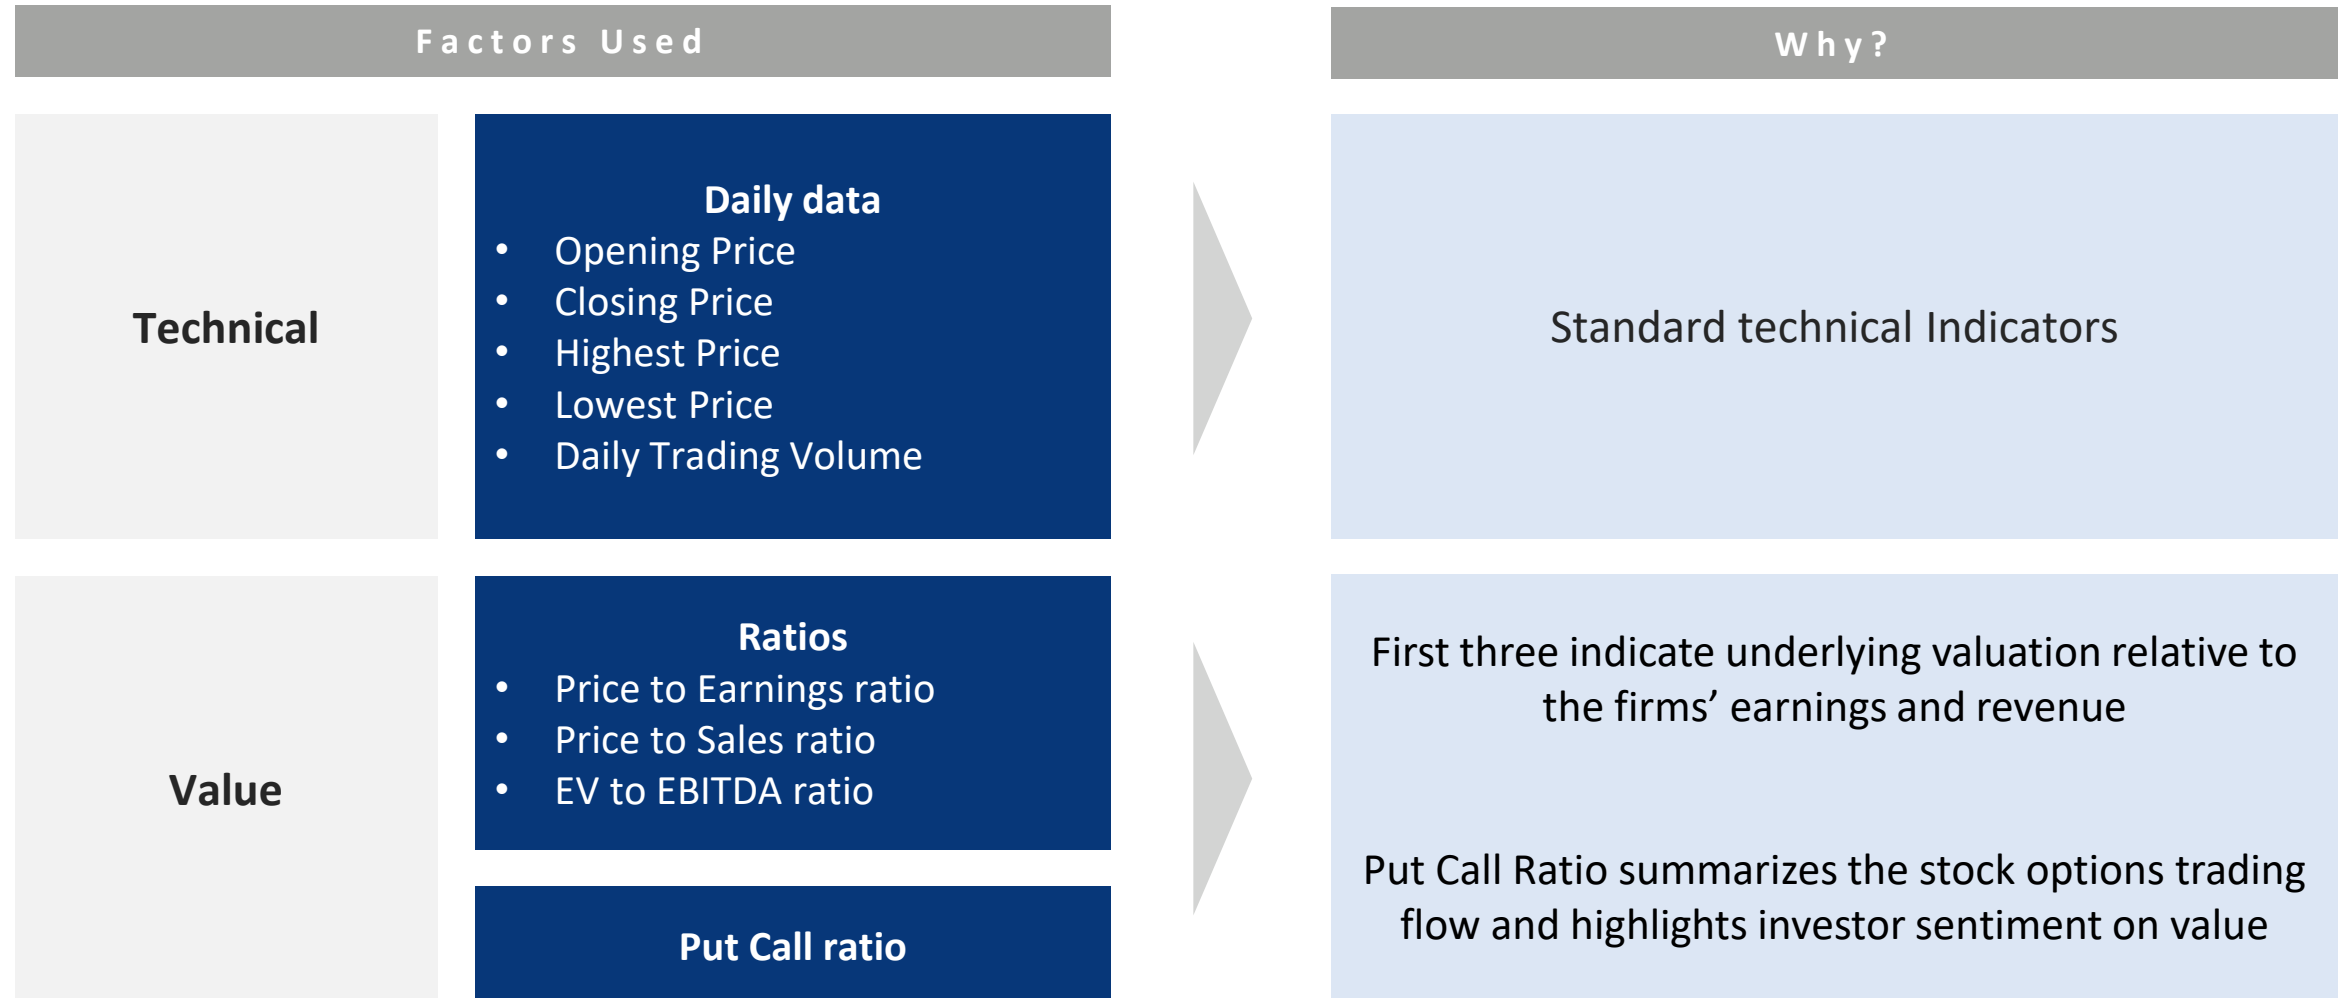 Factors Used
Why?
Technical
Daily data
• Opening Price
• Closing Price
• Highest Price
• Lowest Price
• Daily Trading Volume
Standard technical Indicators
Value
Ratios
• Price to Earnings ratio
• Price to Sales ratio
• EV to EBITDA ratio
Put Call ratio
First three indicate underlying valuation relative to
the firms’ earnings and revenue
Put Call Ratio summarizes the stock options trading
flow and highlights investor sentiment on value